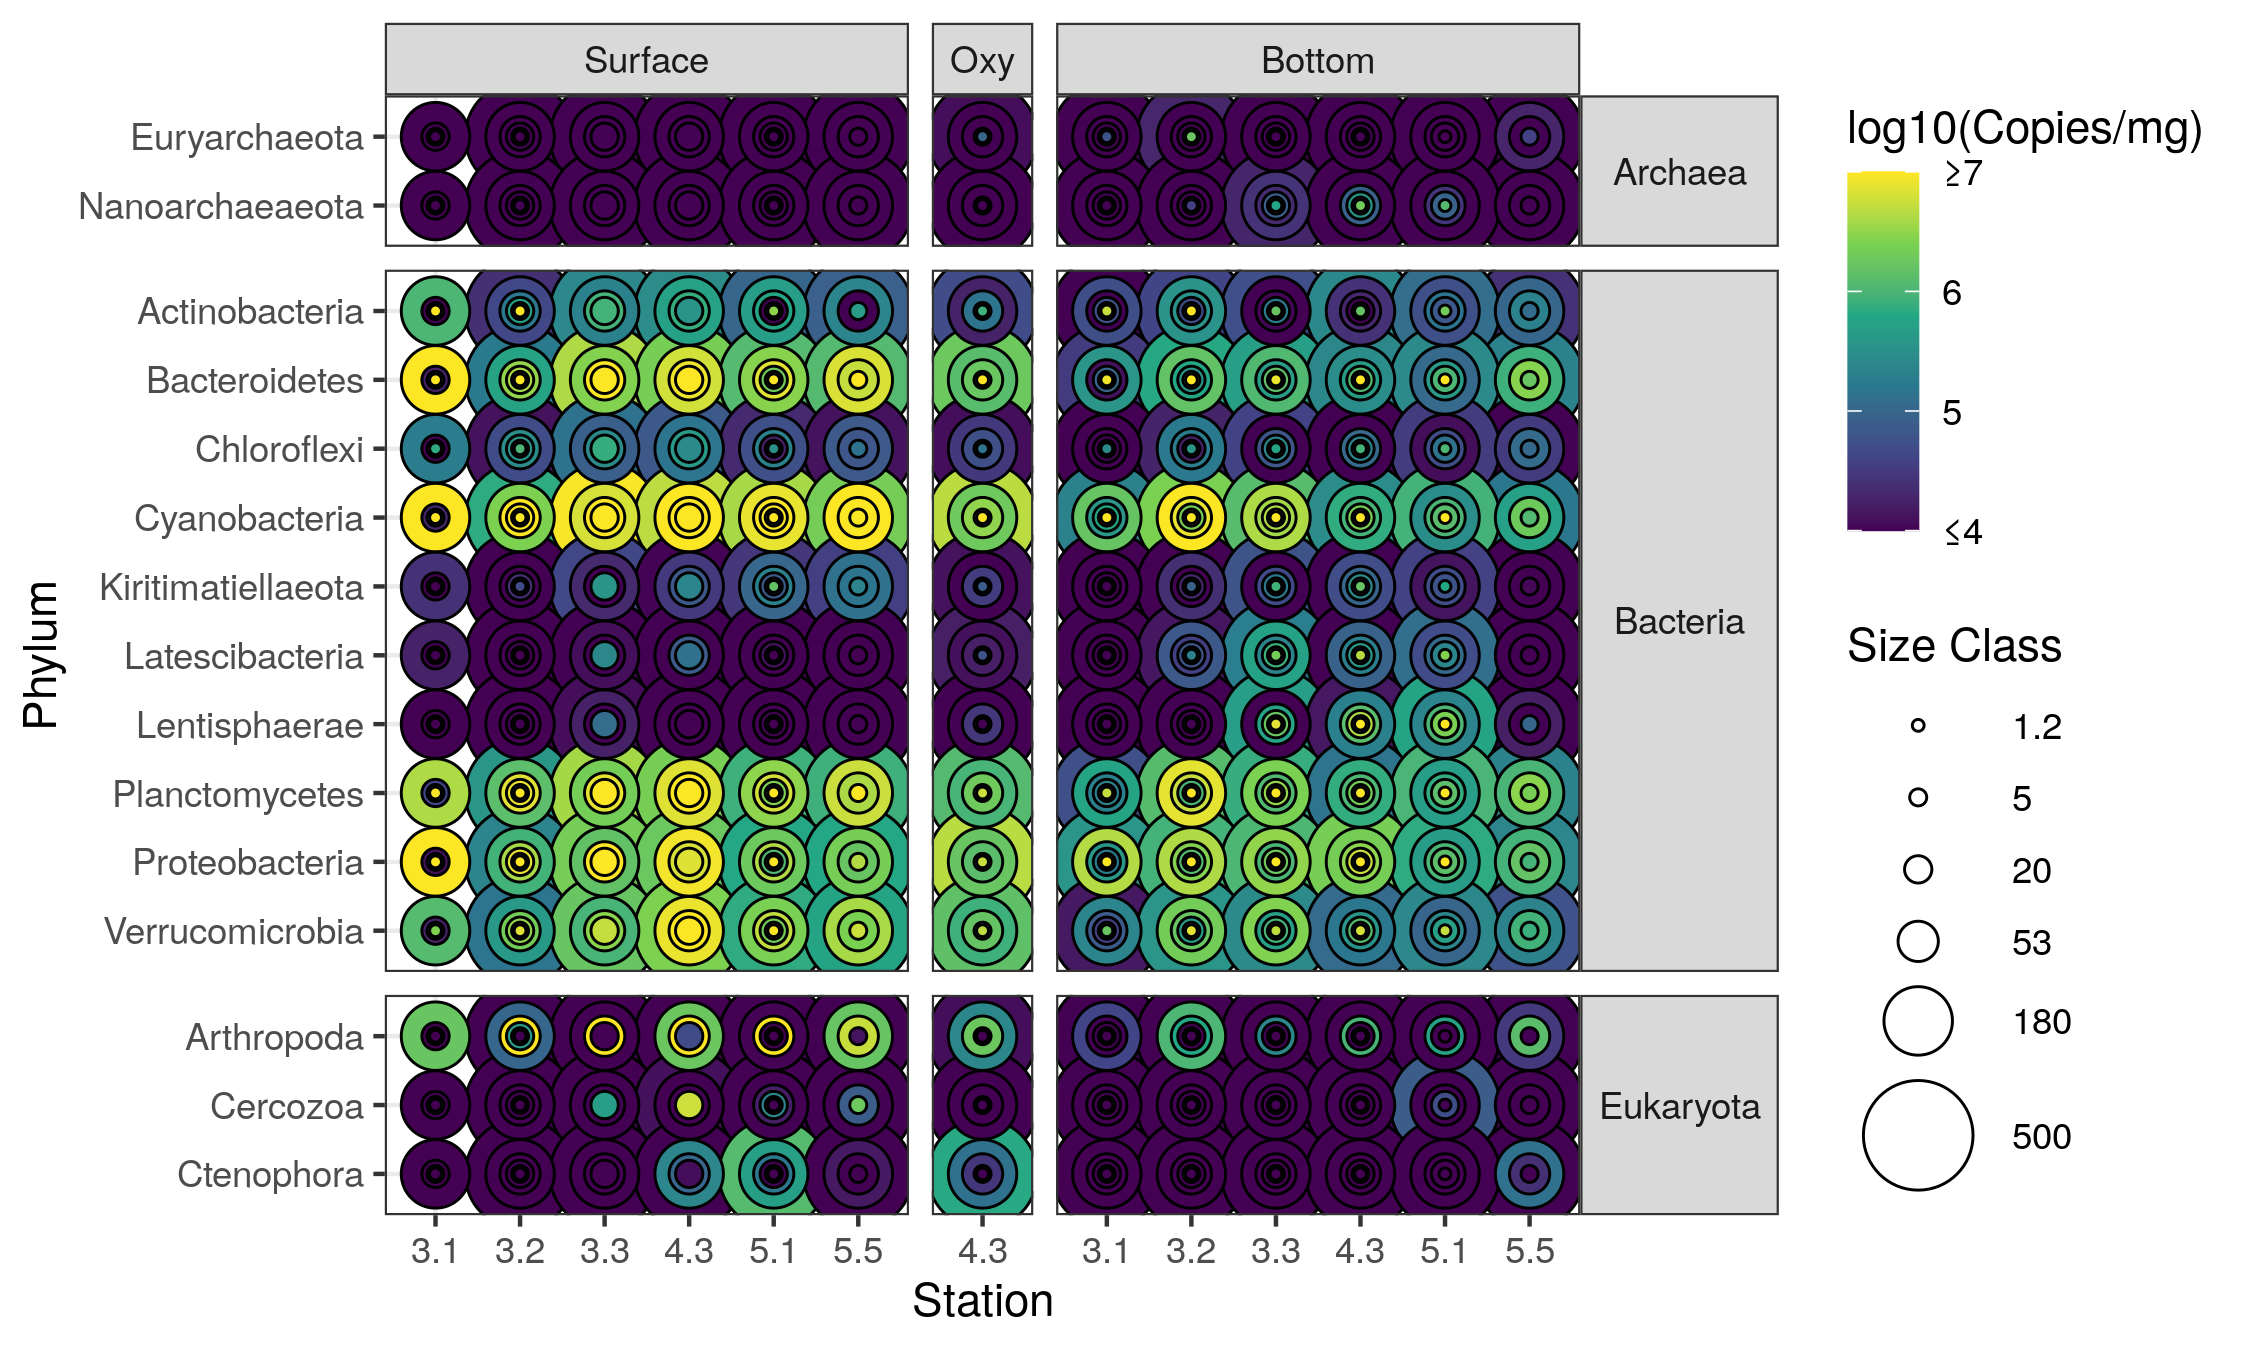 Surface
Oxy
Bottom
Euryarchaeota
Nanoarchaeaeota
Archaea
Actinobacteria
Bacteroidetes
Chloroflexi
Cyanobacteria
Kiritimatiellaeota
Latescibacteria
Lentisphaerae
Planctomycetes
Proteobacteria
Verrucomicrobia
Bacteria
Arthropoda
Cercozoa
Ctenophora
Eukaryota
Phylum
3.1 3.2 3.3 4.3 5.1 5.5 4.3 3.1 3.2 3.3 4.3 5.1 5.5
Station
log10(Copies/mg)
≥7
6
5
≤4
Size Class
1.2
5
20
53
180
500